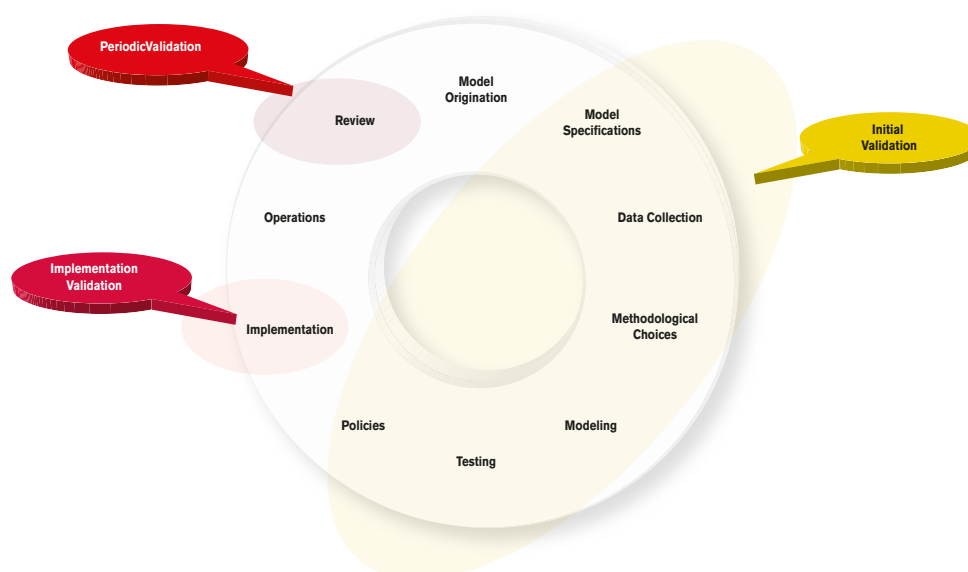 PeriodicValidation
Model
Origination
Review
Model
Specifications
Initial
Validation
Operations
Data Collection
Implementation
Validation
Implementation
Methodological
Choices
Policies
Modeling
Testing